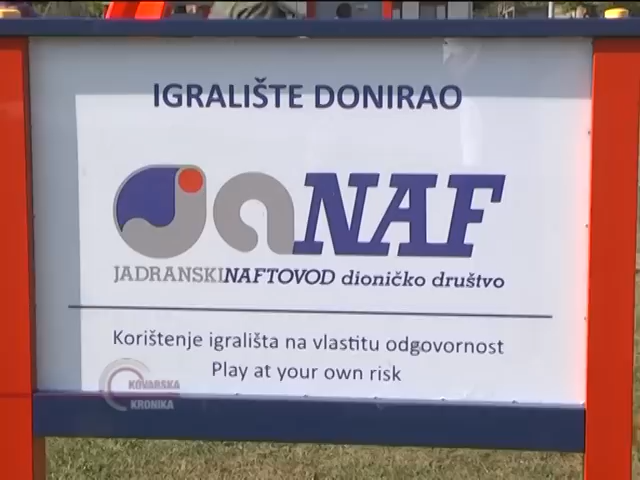 IGRALIŠTE DONIRAO
JANAF
JADRANSKINAFTOVOD dioničko društvo
Korištenje igrališta na vlastitu odgovornost
Play at your own risk
KOVARSKA
KRONIKA